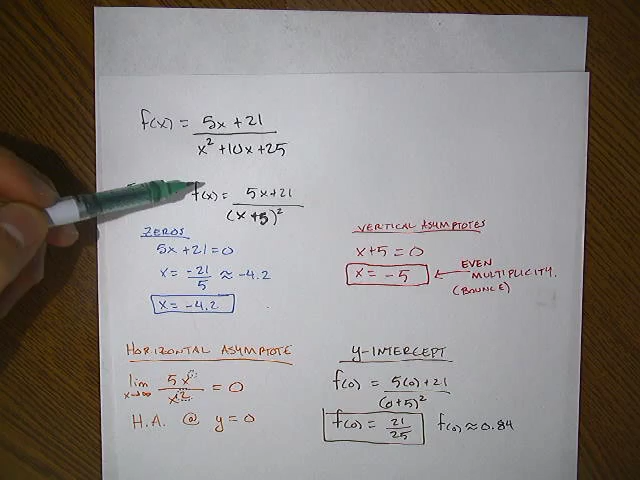 f(x) = 5x+21 / x²+10x+25
f(x) = 5x+21 / (x+5)²
ZEROS
5x+21=0
x = -21/5 ≈ -4.2
x = -4.2
VERTICAL ASYMPTOTES
x+5 = 0
x = -5 ← EVEN MULTIPLICITY. (BOUNCE)
HORIZONTAL ASYMPTOTE
lim x→∞ 5x / x² = 0
H.A. @ y=0
y-INTERCEPT
f(0) = 5(0)+21 / (0+5)²
f(0) = 21/25 f(0) ≈ 0.84